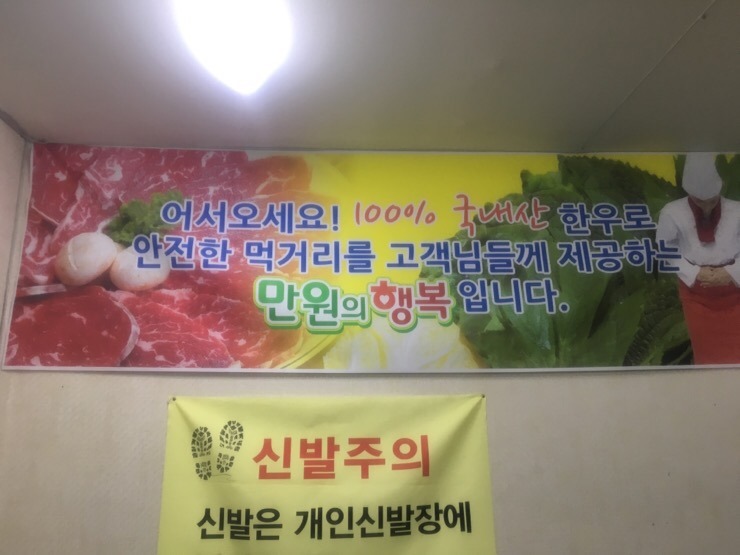 어서오세요! 100% 국내산 한우로
안전한 먹거리를 고객님들께 제공하는
만원의행복 입니다.
신발주의
신발은 개인신발장에